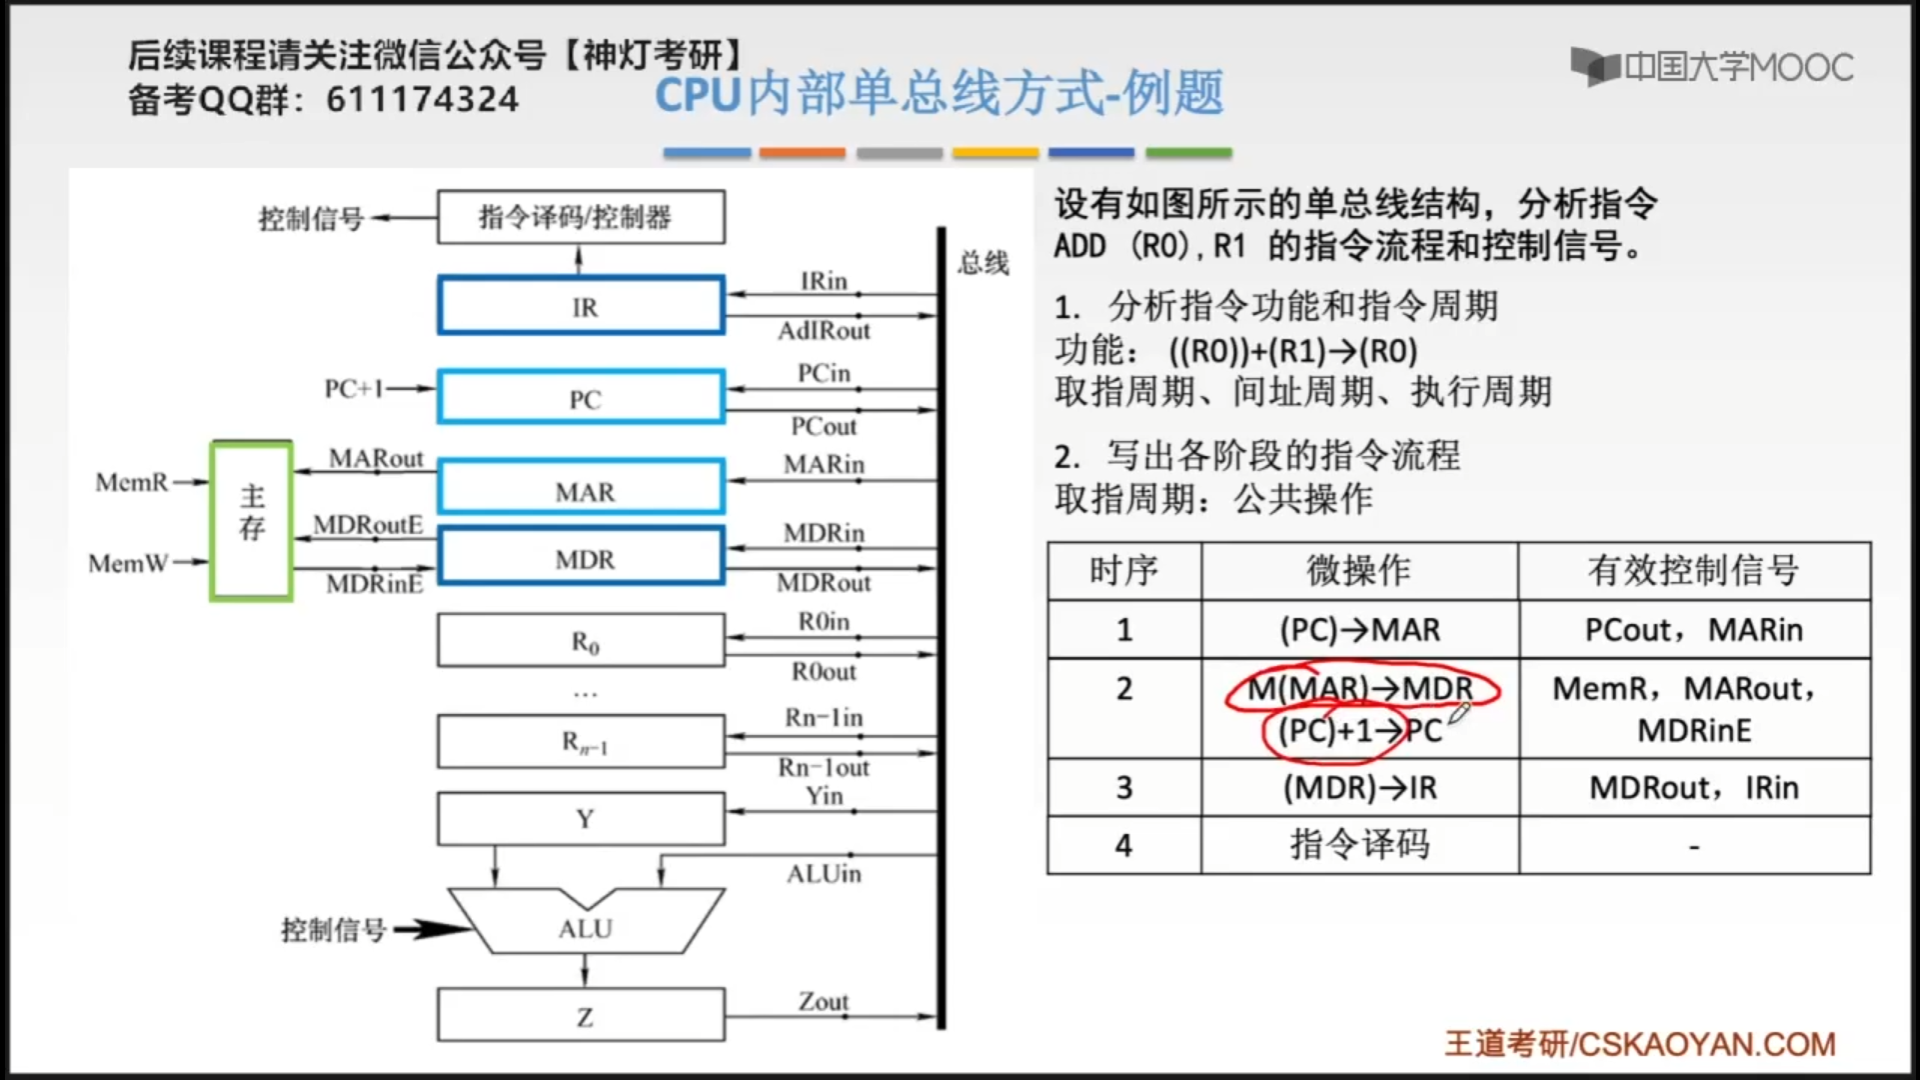 后续课程请关注微信公众号【神灯考研】
备考QQ群：611174324
CPU内部单总线方式-例题
中国大学MOOC
控制信号
指令译码/控制器
总线
IRin
IR
AdIRout
PC+1
PC
PCin
PCout
MARout
MARin
MemR
主存
MAR
MDRoutE
MDRin
MemW
MDR
MDRinE
MDRout
R0in
R0
R0out
...
Rn-1in
Rn-1
Rn-1out
Yin
Y
ALUin
控制信号
ALU
Zout
Z
设有如图所示的单总线结构，分析指令
ADD (R0),R1 的指令流程和控制信号。
1. 分析指令功能和指令周期
功能： ((R0))+(R1)→(R0)
取指周期、间址周期、执行周期
2. 写出各阶段的指令流程
取指周期：公共操作
时序 微操作 有效控制信号
1 (PC)→MAR PCout，MARin
2 M(MAR)→MDR MemR，MARout，
(PC)+1→PC MDRinE
3 (MDR)→IR MDRout，IRin
4 指令译码 -
王道考研/CSKAOYAN.COM